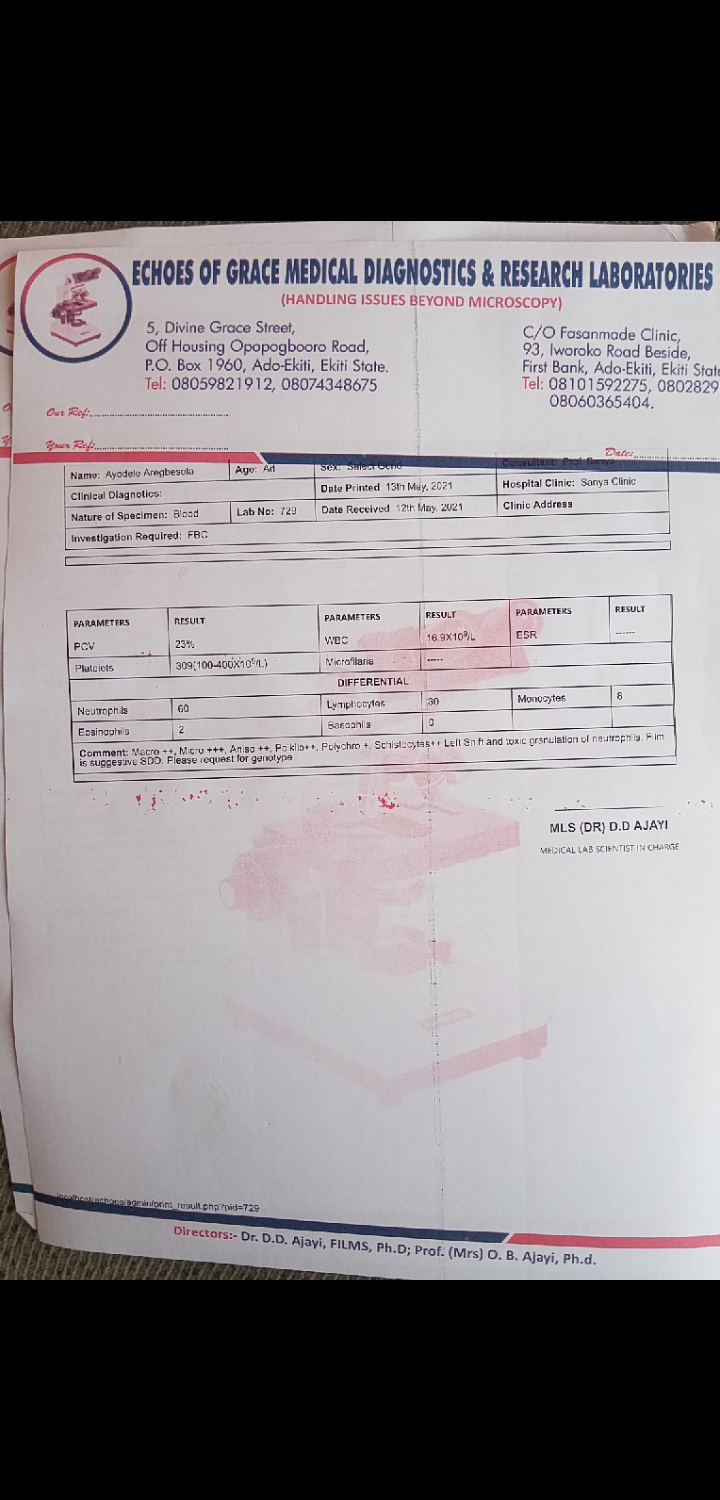 ECHOES OF GRACE MEDICAL DIAGNOSTICS & RESEARCH LABORATORIES
(HANDLING ISSUES BEYOND MICROSCOPY)
5, Divine Grace Street,
Off Housing Opopogbooro Road,
P.O. Box 1960, Ado-Ekiti, Ekiti State.
Tel: 08059821912, 08074348675
C/O Fasanmade Clinic,
93, Iworoko Road Beside,
First Bank, Ado-Ekiti, Ekiti State
Tel: 08101592275, 0802829
08060365404.
Our Ref:
Your Ref:
Date:
Name: Ayodele Aregbesola Age: Ad Sex: Select Gend Consultant: Prof. Sanya
Clinical Diagnotics: Date Printed 13th May, 2021 Hospital Clinic: Sanya Clinic
Nature of Specimen: Blood Lab No: 729 Date Received 12th May, 2021 Clinic Address
Investigation Required: FBC
PARAMETERS RESULT PARAMETERS RESULT PARAMETERS RESULT
PCV 23% WBC 16.9X10⁹/L ESR ------
Platelets 309(100-400X10⁹/L) Microfilaria -----
DIFFERENTIAL
Neutrophils 60 Lymphocytes 30 Monocytes 8
Eosinophils 2 Basophils 0
Comment: Macro ++, Micro +++, Aniso ++, Poikilo++, Polychro +, Schistocytes++ Left Shift and toxic granulation of neutrophils. Film
is suggestive SDD. Please request for genotype
MLS (DR) D.D AJAYI
MEDICAL LAB SCIENTIST IN CHARGE
localhost/echous/admin/print_result.php?pid=729
Directors:- Dr. D.D. Ajayi, FILMS, Ph.D; Prof. (Mrs) O. B. Ajayi, Ph.d.